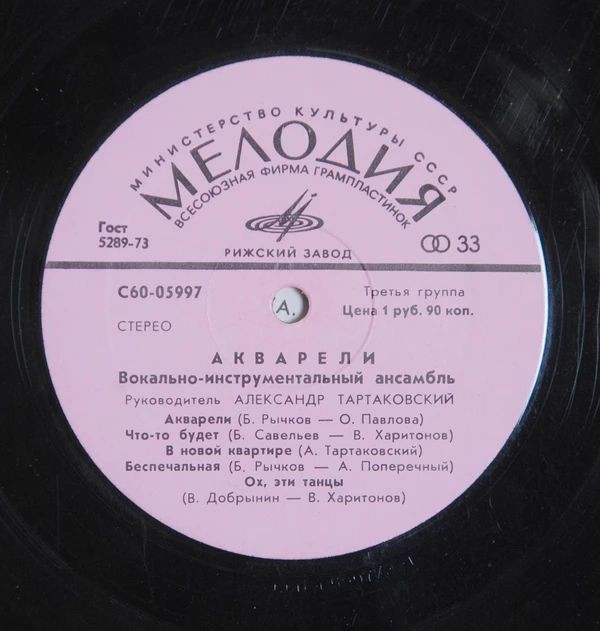 МИНИСТЕРСТВО КУЛЬТУРЫ СССР
МЕЛОДИЯ
ВСЕСОЮЗНАЯ ФИРМА ГРАМПЛАСТИНОК
Гост
5289-73
33
РИЖСКИЙ ЗАВОД
С60-05997
А.
Третья группа
Цена 1 руб. 90 коп.
СТЕРЕО
АКВАРЕЛИ
Вокально-инструментальный ансамбль
Руководитель АЛЕКСАНДР ТАРТАКОВСКИЙ
Акварели (Б. Рычков — О. Павлова)
Что-то будет (Б. Савельев — В. Харитонов)
В новой квартире (А. Тартаковский)
Беспечальная (Б. Рычков — А. Поперечный)
Ох, эти танцы
(В. Добрынин — В. Харитонов)